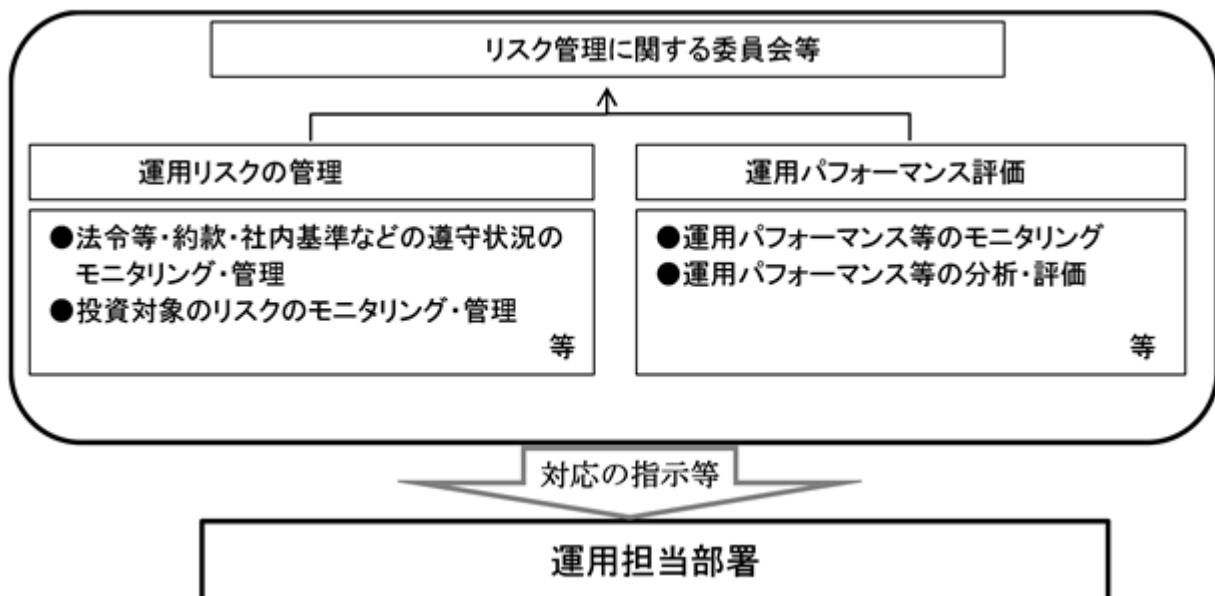 リスク管理に関する委員会等
運用リスクの管理
●法令等・約款・社内基準などの遵守状況の
モニタリング・管理
●投資対象のリスクのモニタリング・管理
等
運用パフォーマンス評価
●運用パフォーマンス等のモニタリング
●運用パフォーマンス等の分析・評価
等
対応の指示等
運用担当部署